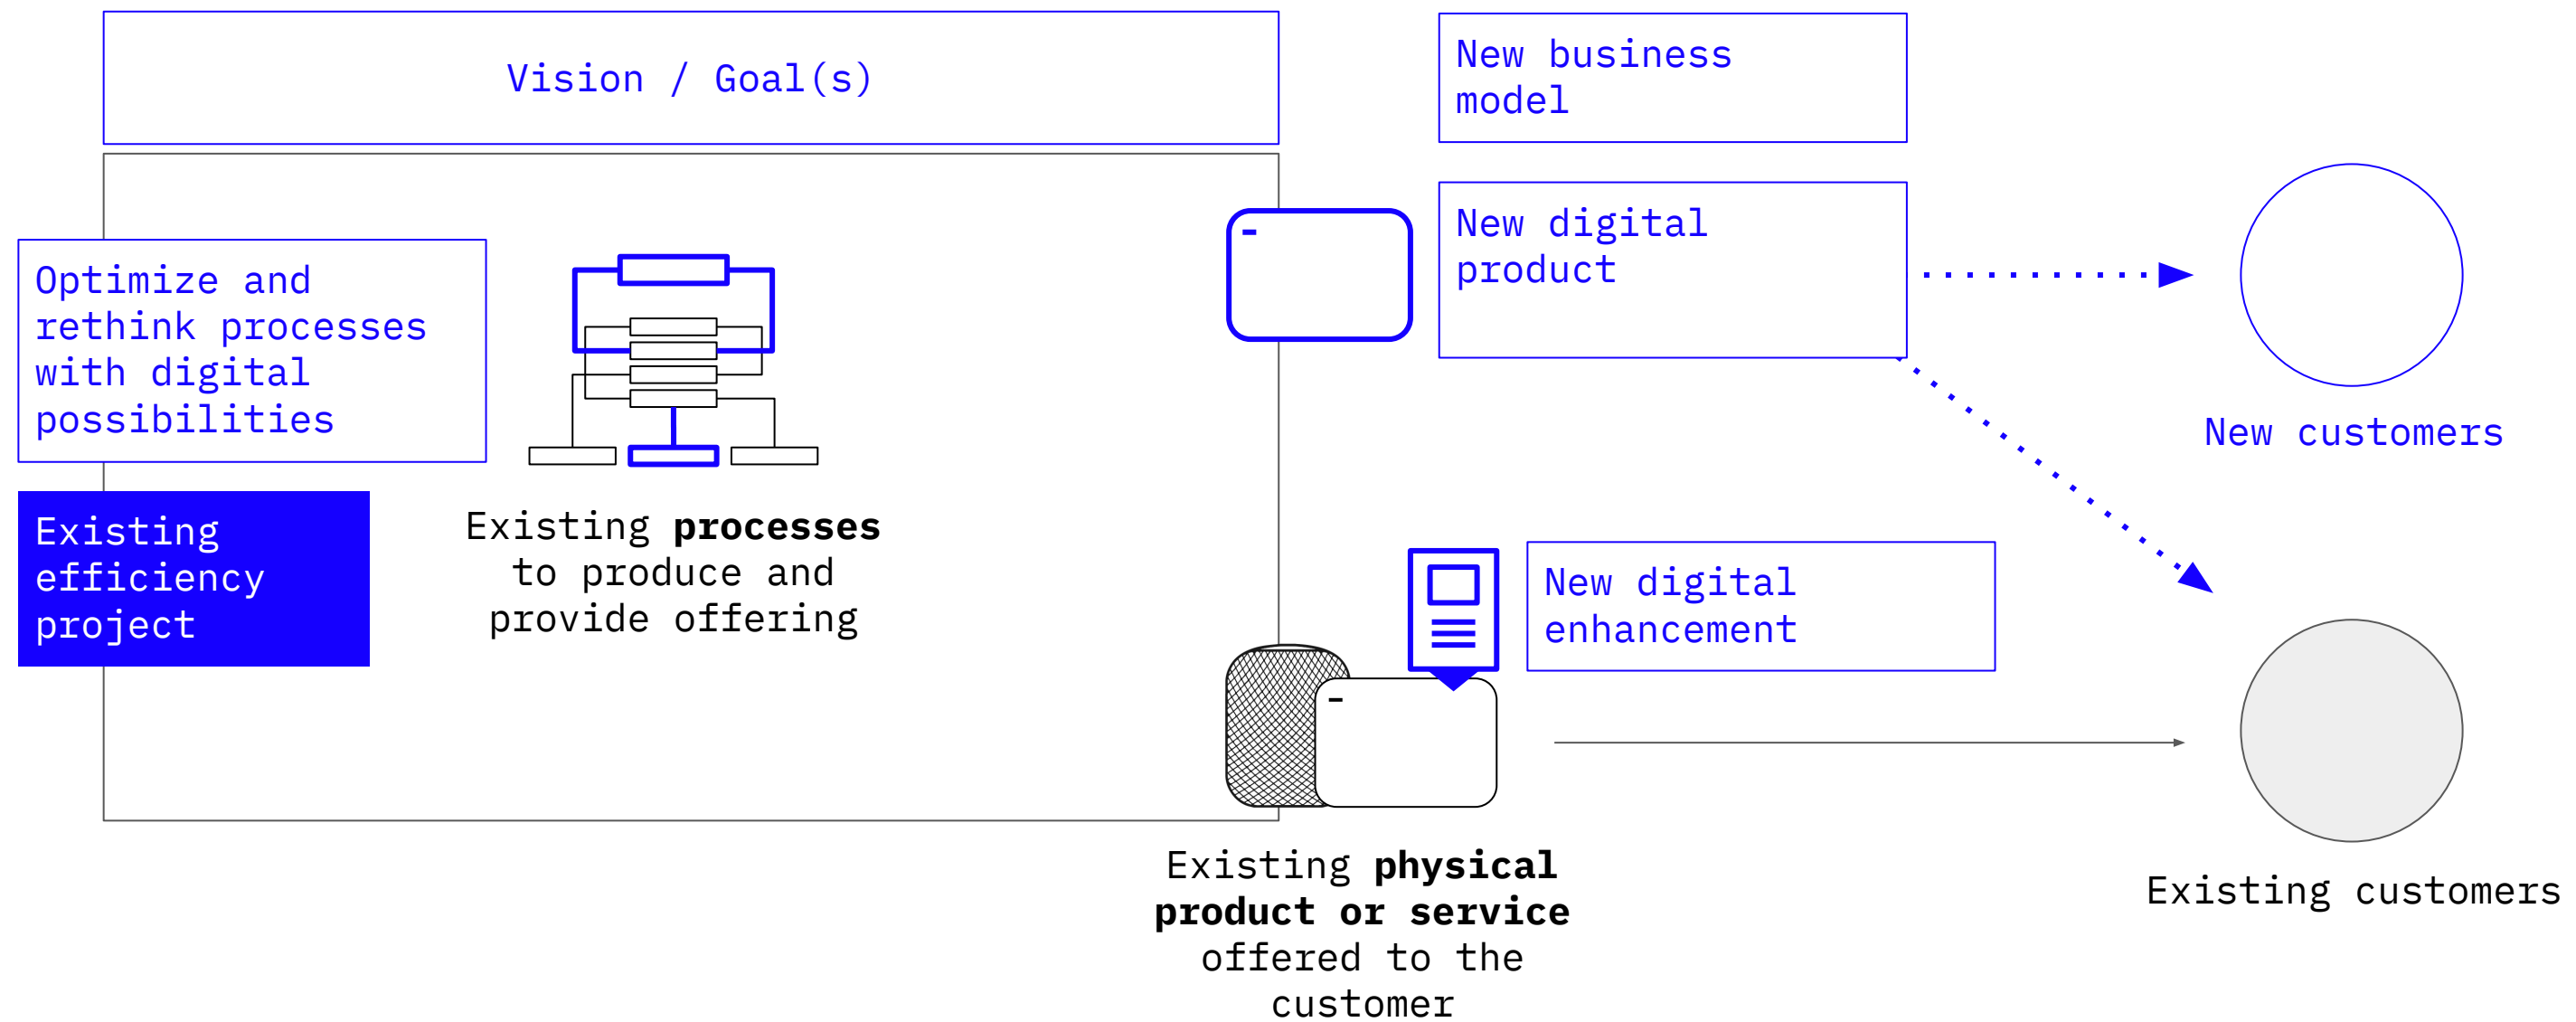 Vision / Goal(s)
New business
model
New digital
product
Optimize and
rethink processes
with digital
possibilities
New customers
Existing
efficiency
project
Existing processes
to produce and
provide offering
New digital
enhancement
Existing physical
product or service
offered to the
customer
Existing customers